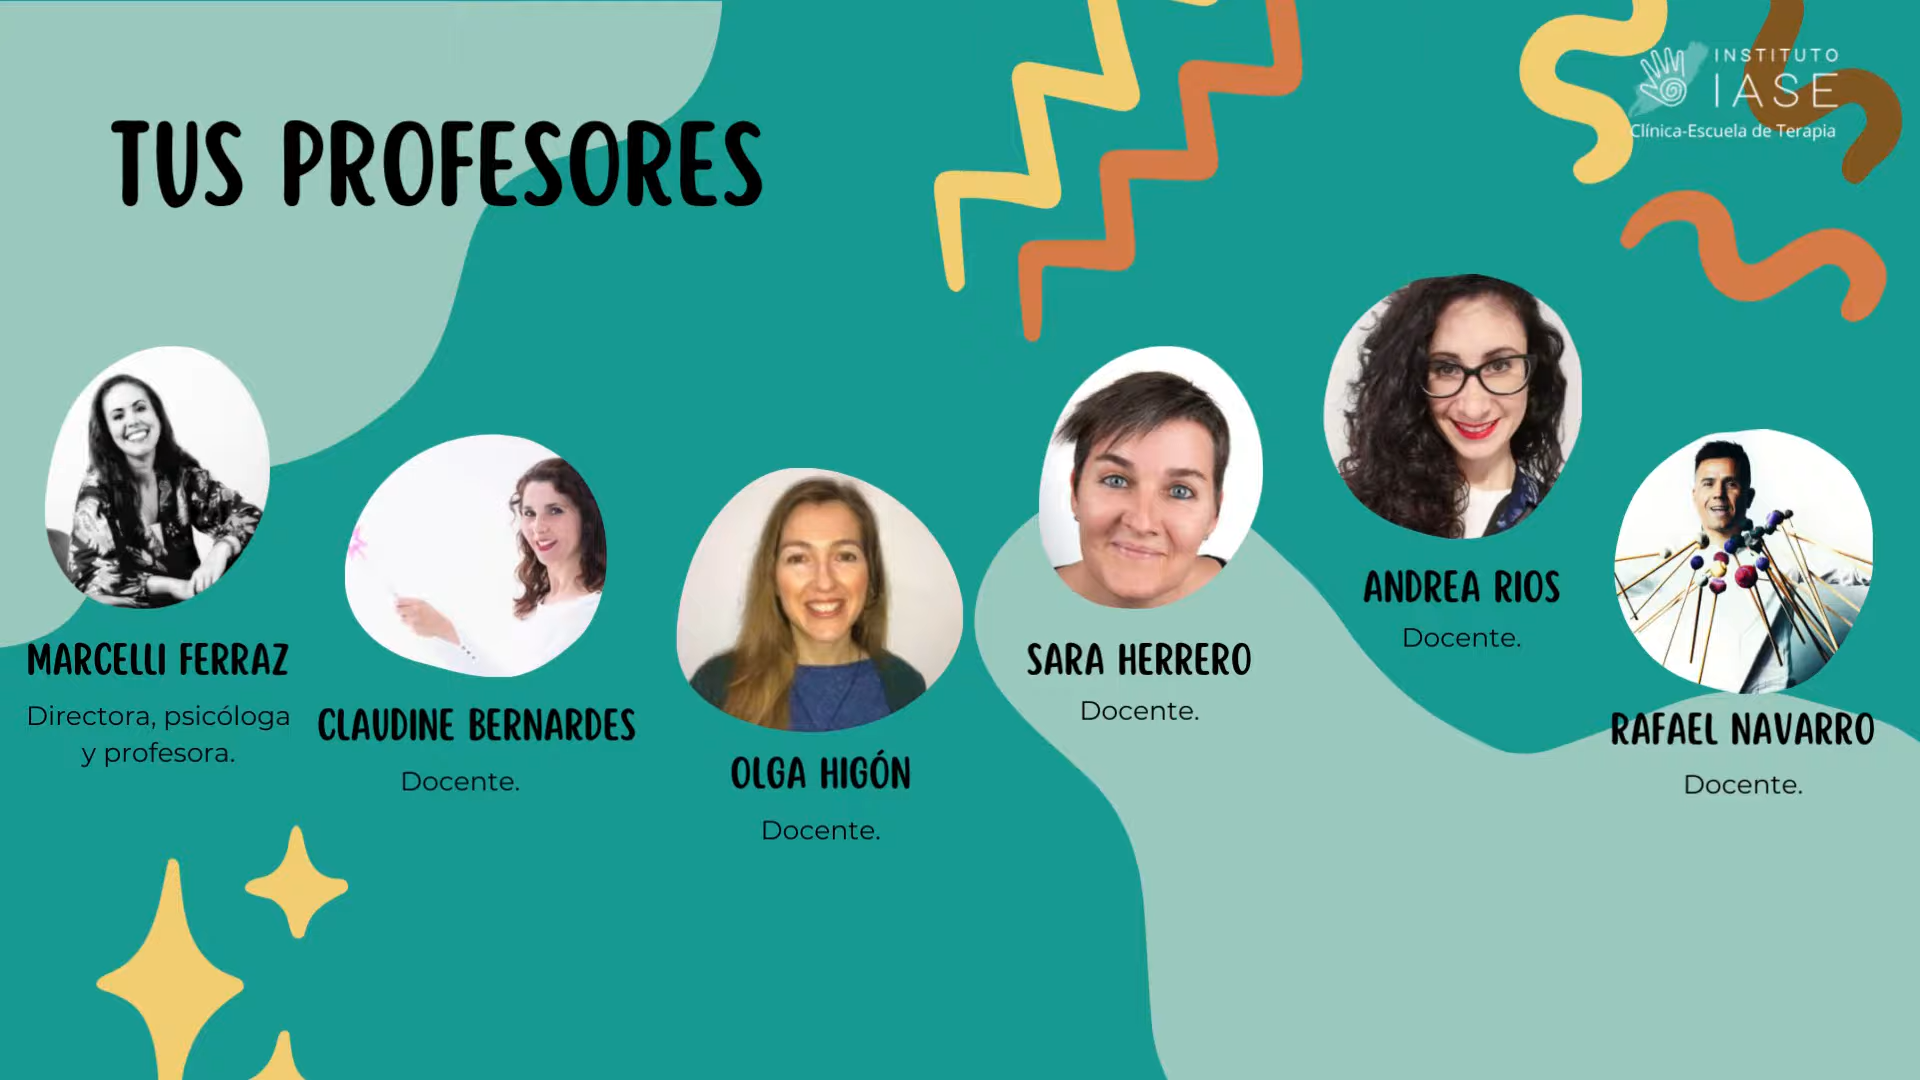 INSTITUTO
IASE
Clínica-Escuela de Terapia
TUS PROFESORES
MARCELLI FERRAZ
Directora, psicóloga
y profesora.
CLAUDINE BERNARDES
Docente.
OLGA HIGÓN
Docente.
SARA HERRERO
Docente.
ANDREA RIOS
Docente.
RAFAEL NAVARRO
Docente.